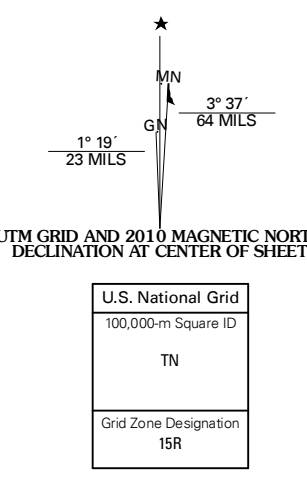 ★
MN
GN
3° 37´
64 MILS
1° 19´
23 MILS
UTM GRID AND 2010 MAGNETIC NORT
DECLINATION AT CENTER OF SHEET
U.S. National Grid
100,000-m Square ID
TN
Grid Zone Designation
15R